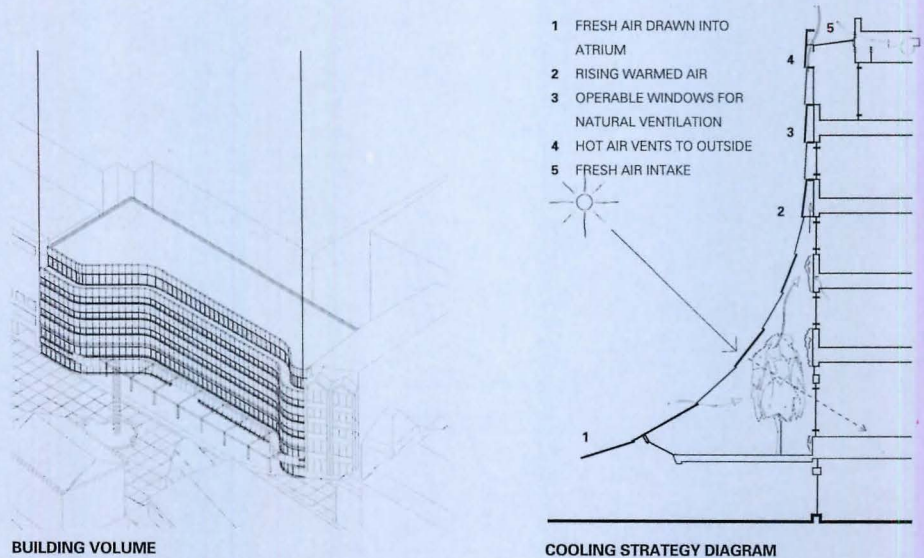 1 FRESH AIR DRAWN INTO
ATRIUM
2 RISING WARMED AIR
3 OPERABLE WINDOWS FOR
NATURAL VENTILATION
4 HOT AIR VENTS TO OUTSIDE
5 FRESH AIR INTAKE
5
4
3
2
1
BUILDING VOLUME
COOLING STRATEGY DIAGRAM